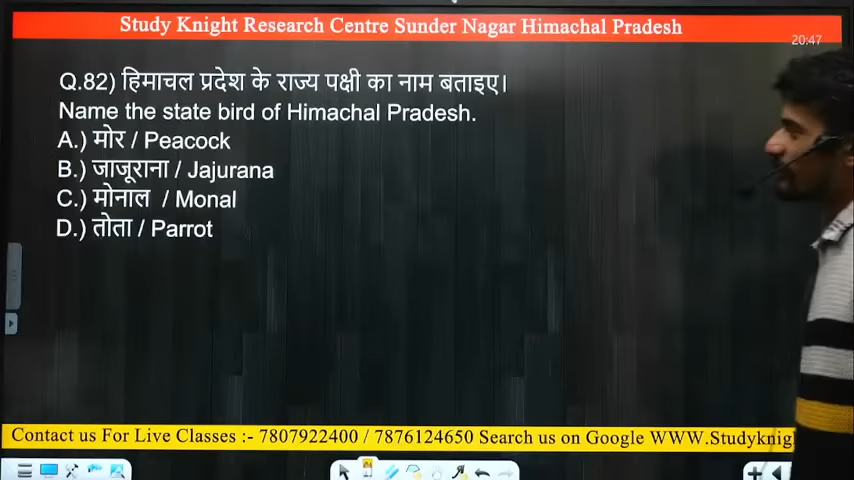 Study Knight Research Centre Sunder Nagar Himachal Pradesh
20:47
Q.82) हिमाचल प्रदेश के राज्य पक्षी का नाम बताइए।
Name the state bird of Himachal Pradesh.
A.) मोर / Peacock
B.) जाजूराना / Jajurana
C.) मोनाल / Monal
D.) तोता / Parrot
Contact us For Live Classes :- 7807922400 / 7876124650 Search us on Google WWW.Studyknig